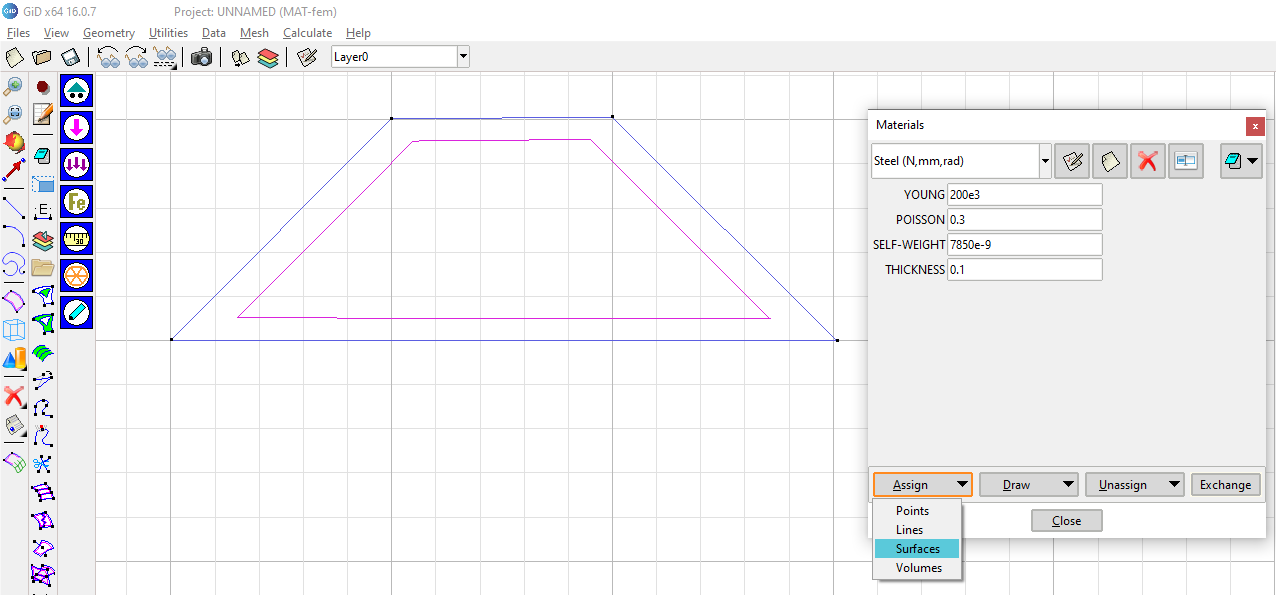 GiD x64 16.0.7 Project: UNNAMED (MAT-fem)
Files View Geometry Utilities Data Mesh Calculate Help
Layer0
Materials
Steel (N,mm,rad)
YOUNG 200e3
POISSON 0.3
SELF-WEIGHT 7850e-9
THICKNESS 0.1
Assign Draw Unassign Exchange
Points
Lines
Surfaces
Volumes
Close
E
Fe
30